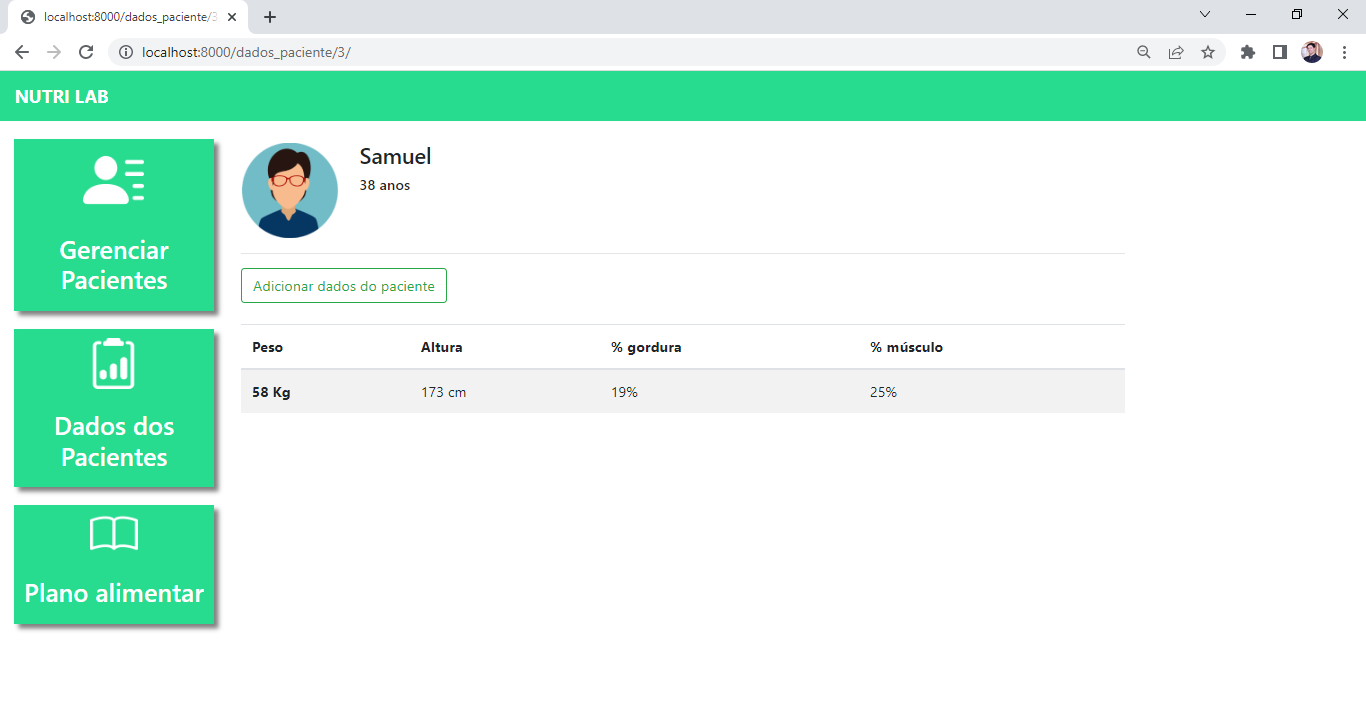 localhost:8000/dados_paciente/3
localhost:8000/dados_paciente/3/
NUTRI LAB
Gerenciar
Pacientes
Dados dos
Pacientes
Plano alimentar
Samuel
38 anos
Adicionar dados do paciente
Peso Altura % gordura % músculo
58 Kg 173 cm 19% 25%